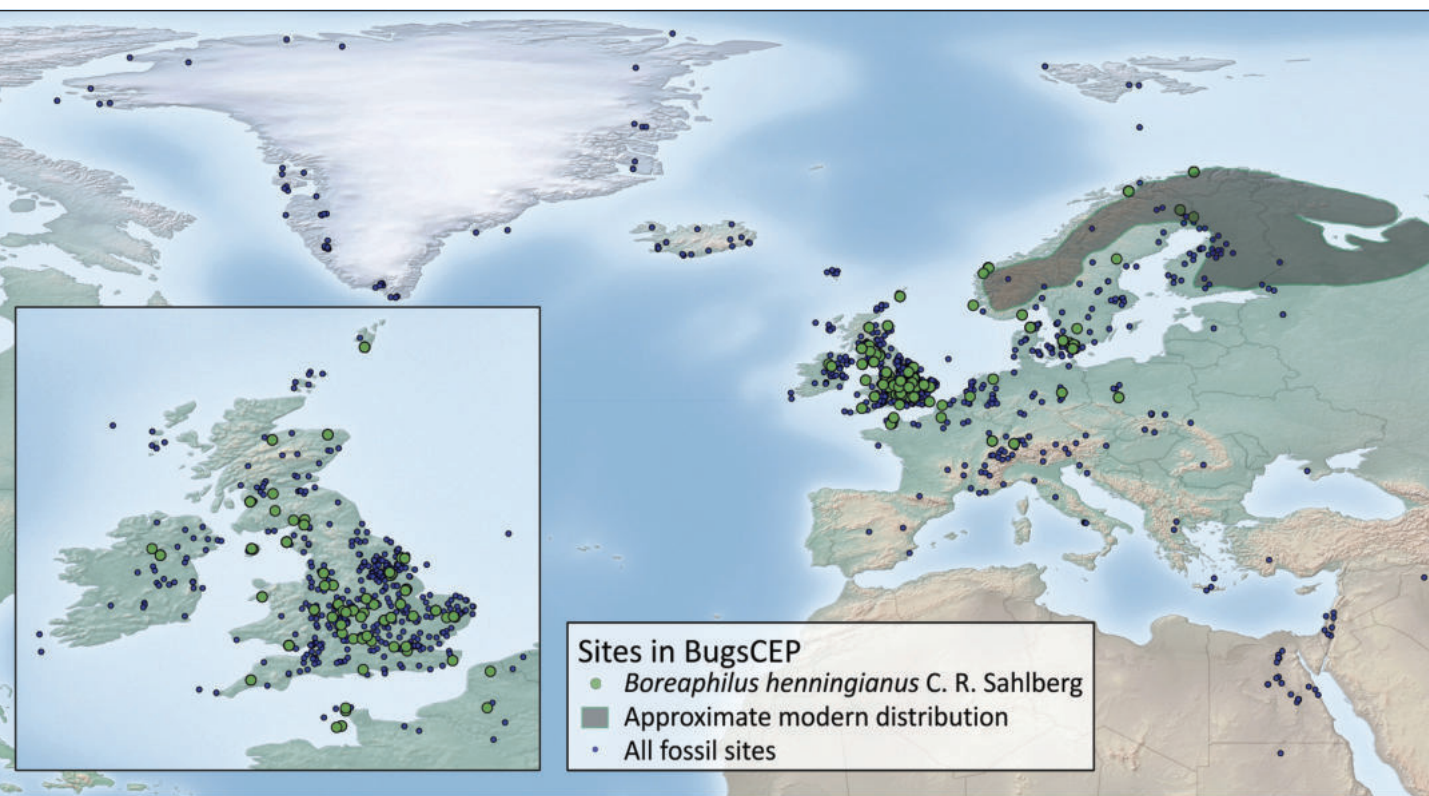 Sites in BugsCEP
Boreaphilus henningianus C. R. Sahlberg
Approximate modern distribution
All fossil sites